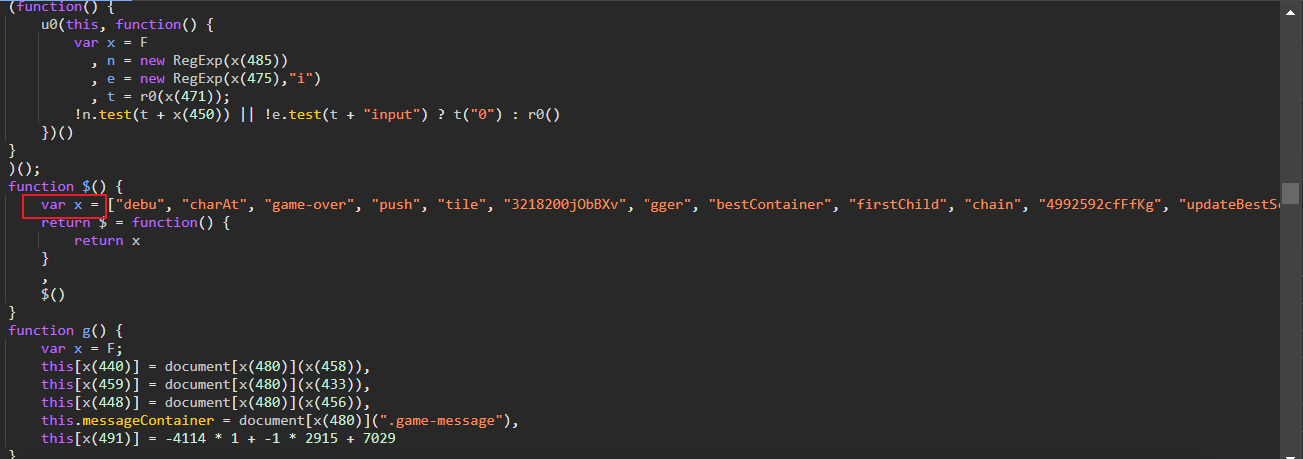 (function() {
    u0(this, function() {
        var x = F
          , n = new RegExp(x(485))
          , e = new RegExp(x(475),"i")
          , t = r0(x(471));
        !n.test(t + x(450)) || !e.test(t + "input") ? t("0") : r0()
    })()
}
)();
function $() {
    var x = ["debu", "charAt", "game-over", "push", "tile", "3218200jObBXv", "gger", "bestContainer", "firstChild", "chain", "4992592cfFfKg", "updateBestSc
    return $ = function() {
        return x
    }
    ,
    $()
}
function g() {
    var x = F;
    this[x(440)] = document[x(480)](x(458)),
    this[x(459)] = document[x(480)](x(433)),
    this[x(448)] = document[x(480)](x(456)),
    this.messageContainer = document[x(480)](".game-message"),
    this[x(491)] = -4114 * 1 + -1 * 2915 + 7029
}